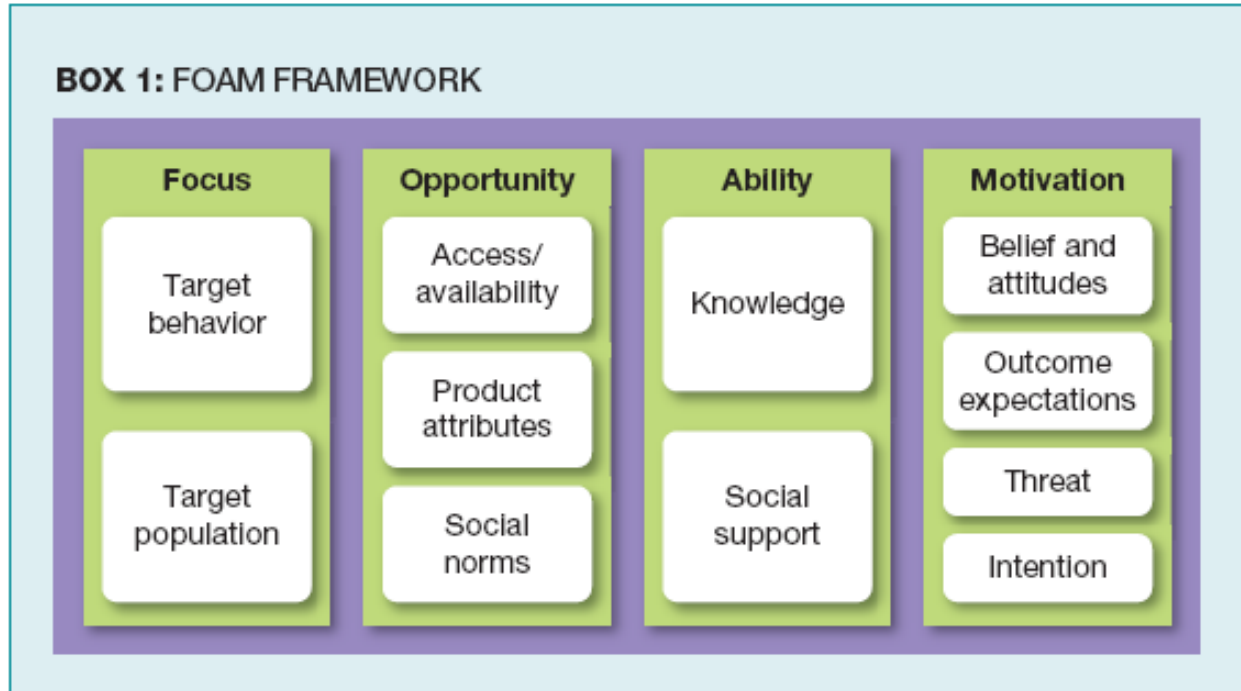 BOX 1: FOAM FRAMEWORK
Focus
Target
behavior
Target
population
Opportunity
Access/
availability
Product
attributes
Social
norms
Ability
Knowledge
Social
support
Motivation
Belief and
attitudes
Outcome
expectations
Threat
Intention